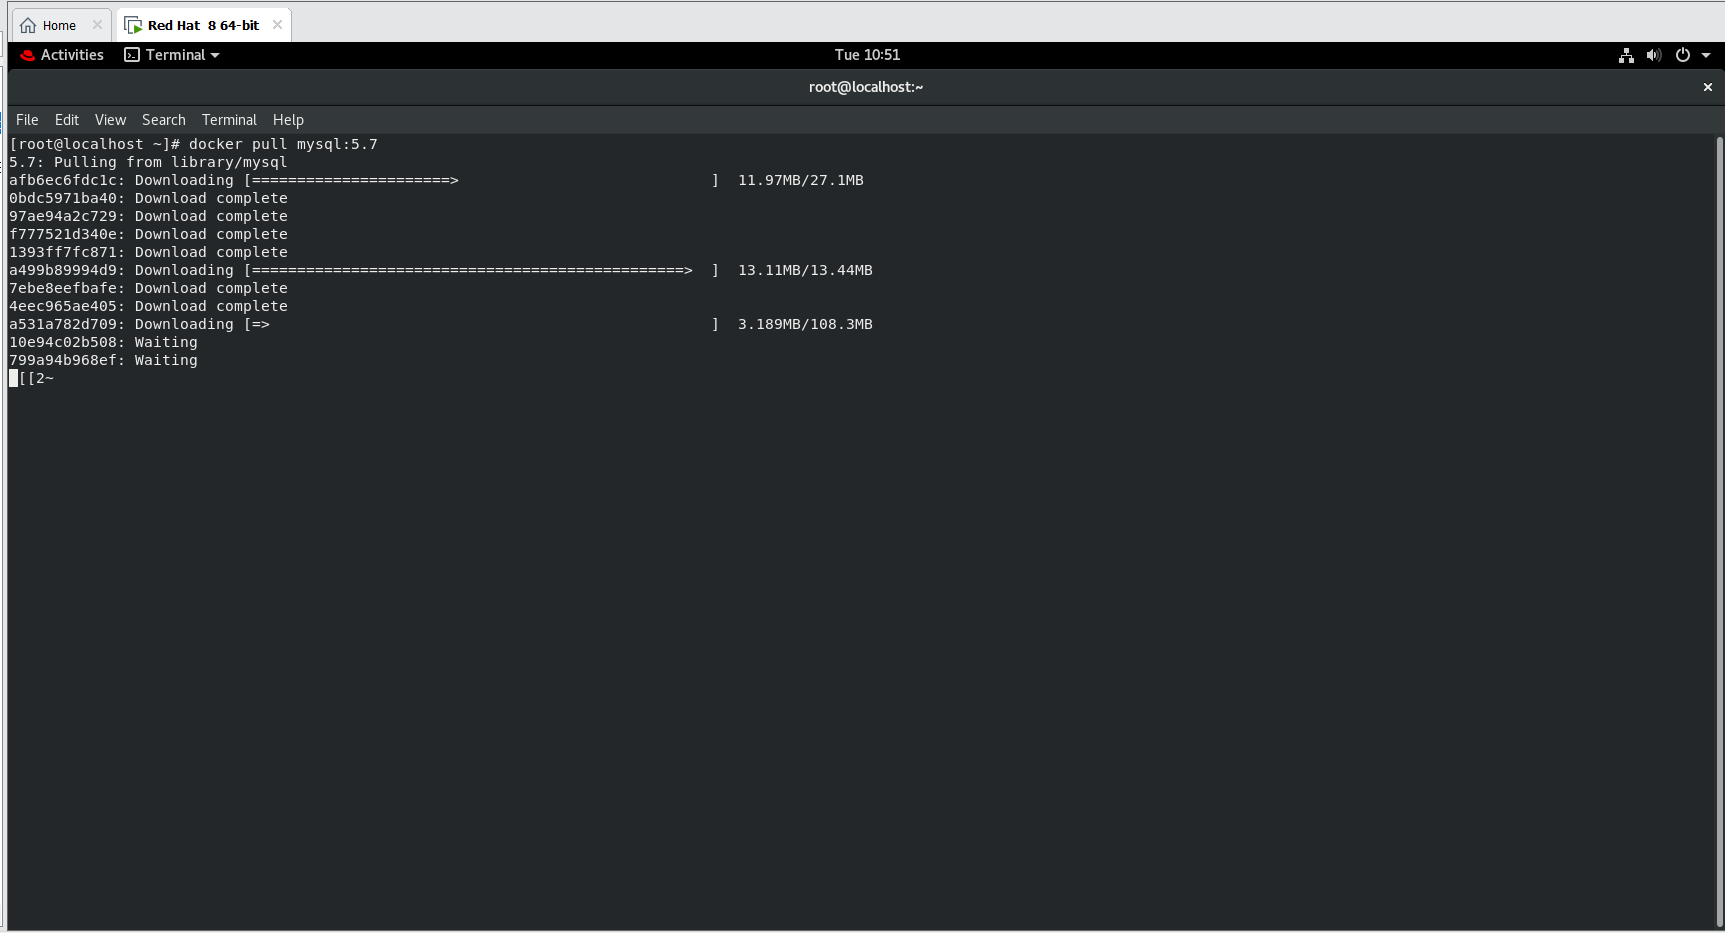 Home
Red Hat 8 64-bit
Activities Terminal Tue 10:51
root@localhost:~
File Edit View Search Terminal Help
[root@localhost ~]# docker pull mysql:5.7
5.7: Pulling from library/mysql
afb6ec6fdc1c: Downloading [======================>                            ]  11.97MB/27.1MB
0bdc5971ba40: Download complete
97ae94a2c729: Download complete
f777521d340e: Download complete
1393ff7fc871: Download complete
a499b89994d9: Downloading [================================================>  ]  13.11MB/13.44MB
7ebe8eefbafe: Download complete
4eec965ae405: Download complete
a531a782d709: Downloading [=>                                                 ]  3.189MB/108.3MB
10e94c02b508: Waiting
799a94b968ef: Waiting
[[2~